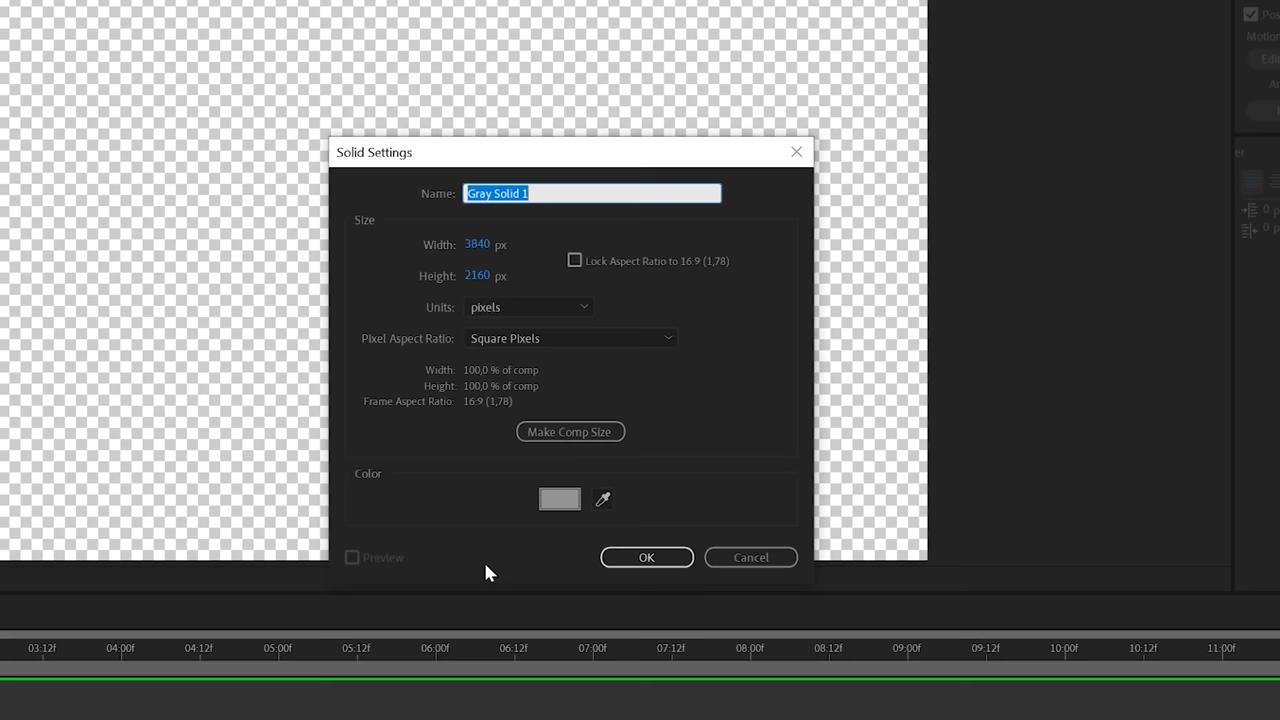 Solid Settings
Name: Gray Solid 1
Size
Width: 3840 px
Lock Aspect Ratio to 16:9 (1,78)
Height: 2160 px
Units: pixels
Pixel Aspect Ratio: Square Pixels
Width: 100,0 % of comp
Height: 100,0 % of comp
Frame Aspect Ratio: 16:9 (1,78)
Make Comp Size
Color
Preview OK Cancel
03:12f 04:00f 04:12f 05:00f 05:12f 06:00f 06:12f 07:00f 07:12f 08:00f 08:12f 09:00f 09:12f 10:00f 10:12f 11:00f